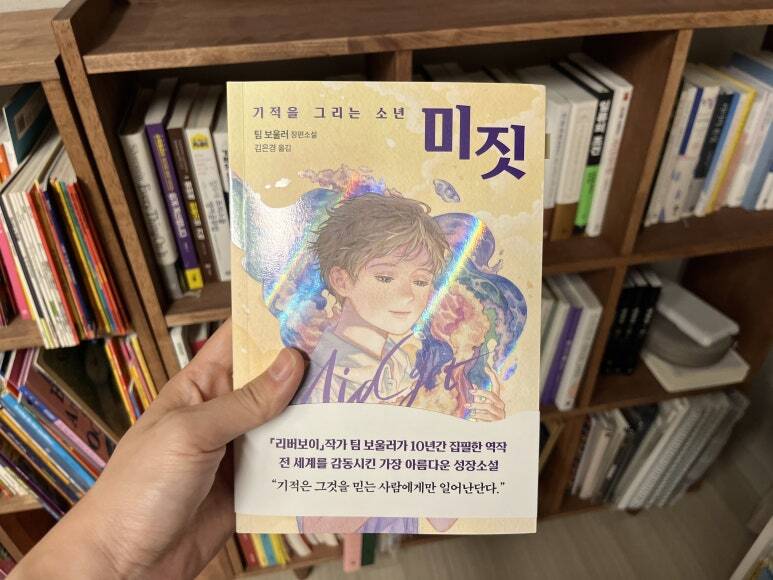 기적을 그리는 소년
미짓
팀 보울러 장편소설
김은경 옮김
Midget
『리버보이』작가 팀 보울러가 10년간 집필한 역작
전 세계를 감동시킨 가장 아름다운 성장소설
“기적은 그것을 믿는 사람에게만 일어난단다.”